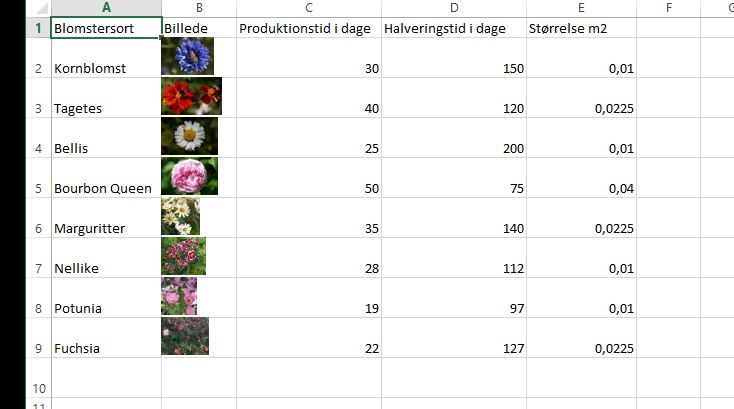 A B C D E F G
1 Blomstersort Billede Produktionstid i dage Halveringstid i dage Størrelse m2
2 Kornblomst 30 150 0,01
3 Tagetes 40 120 0,0225
4 Bellis 25 200 0,01
5 Bourbon Queen 50 75 0,04
6 Marguritter 35 140 0,0225
7 Nellike 28 112 0,01
8 Potunia 19 97 0,01
9 Fuchsia 22 127 0,0225
10
11